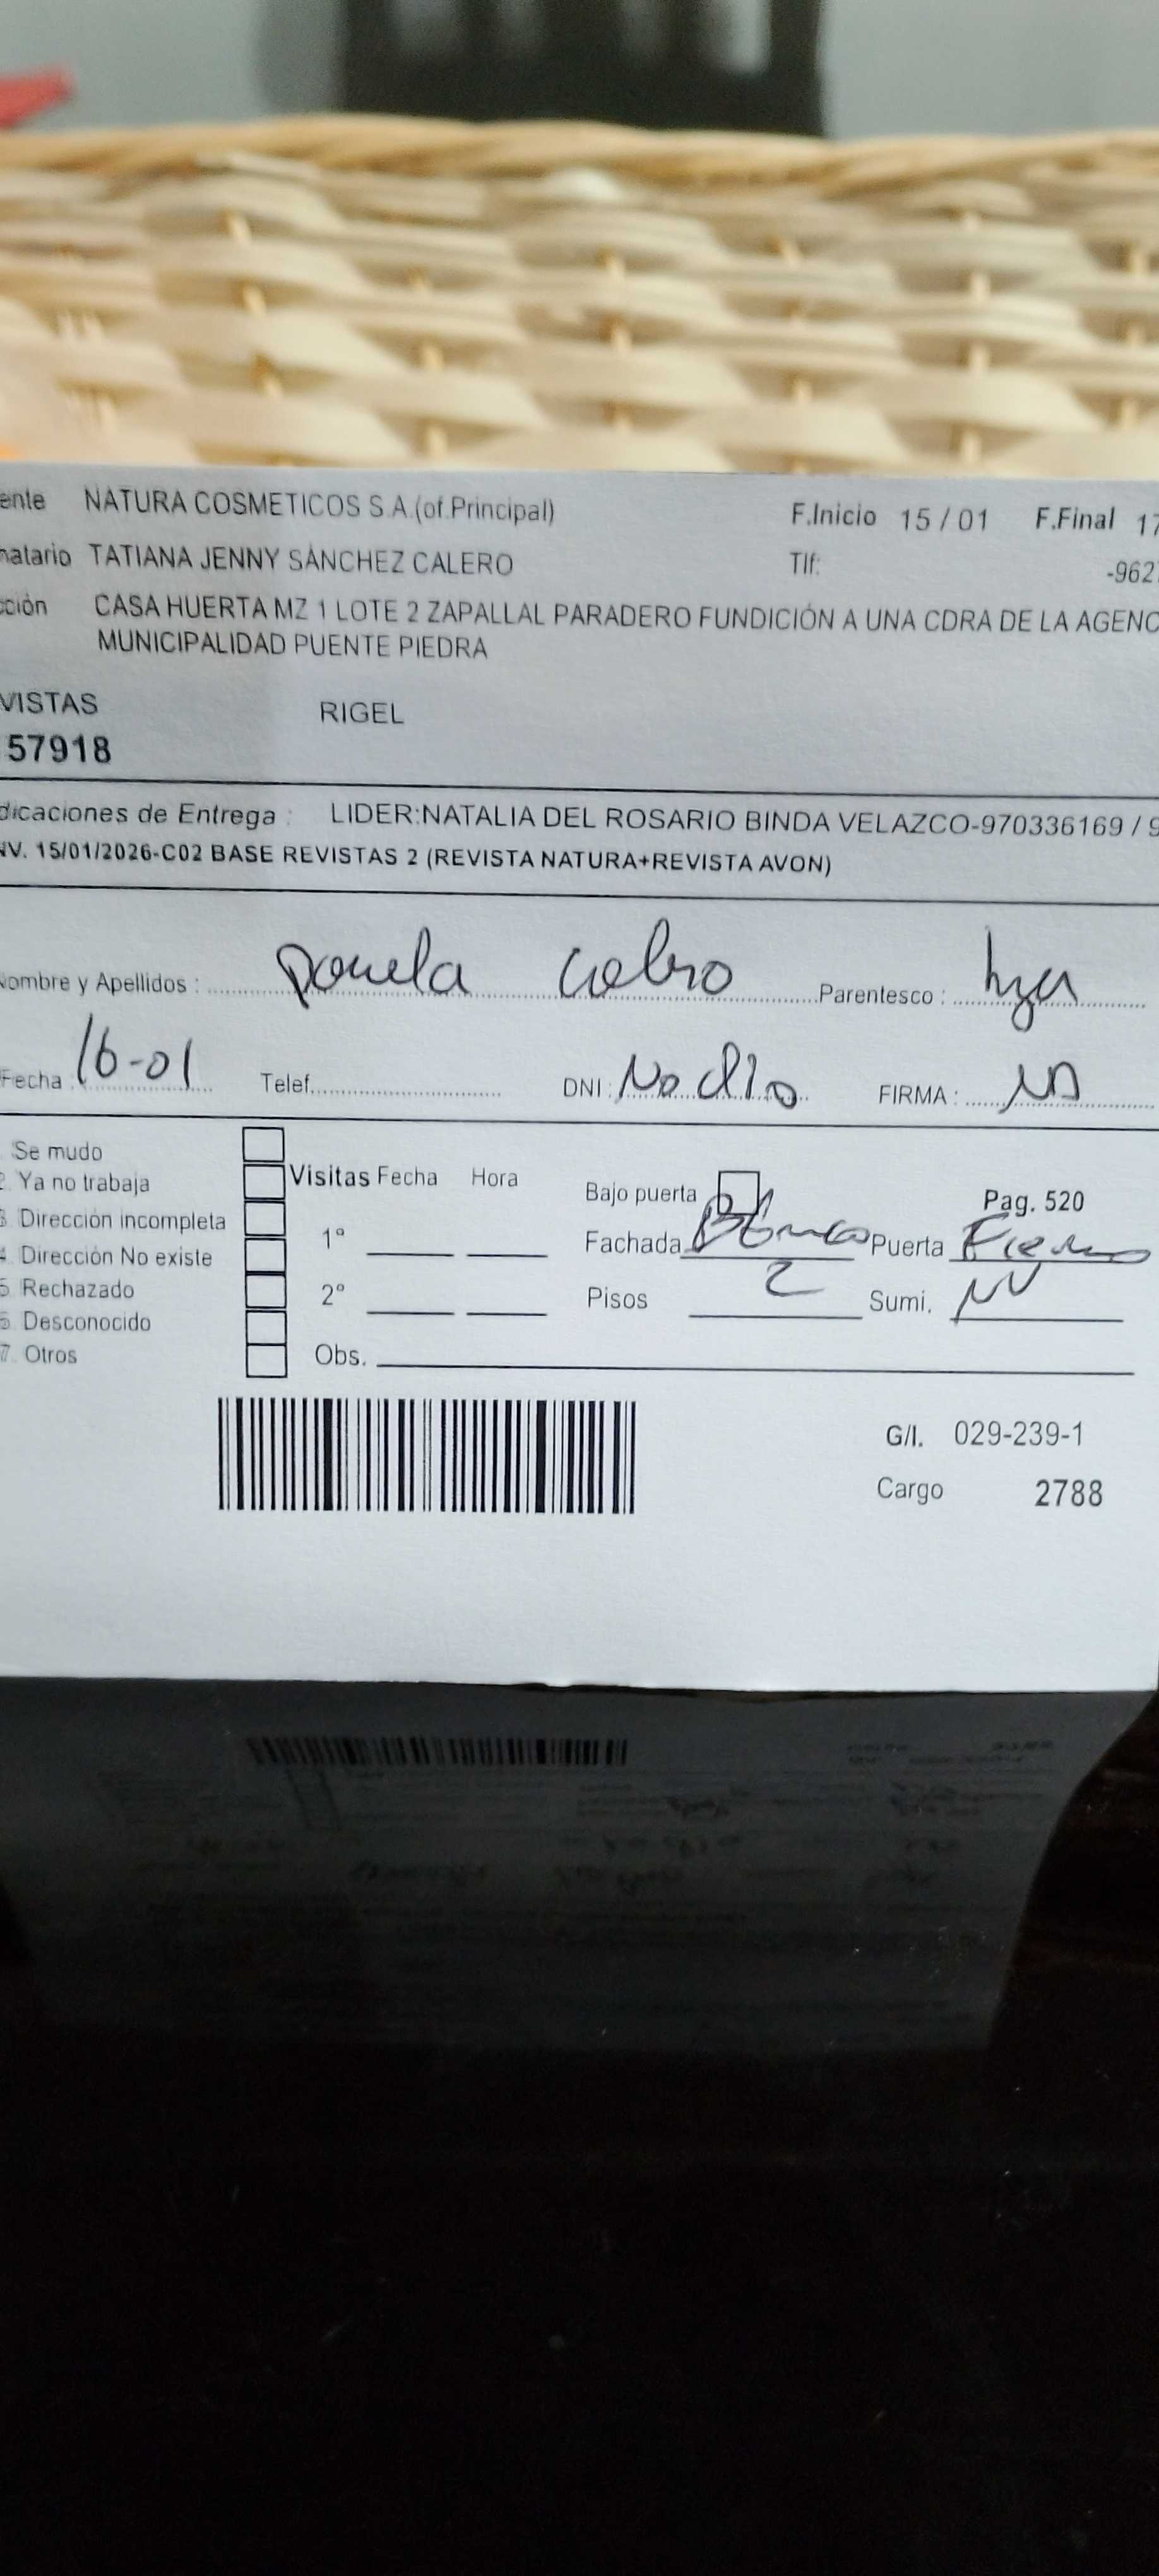 ente NATURA COSMETICOS S.A.(of.Principal) F.Inicio 15 / 01 F.Final 17
natario TATIANA JENNY SÁNCHEZ CALERO Tlf: -962
cción CASA HUERTA MZ 1 LOTE 2 ZAPALLAL PARADERO FUNDICIÓN A UNA CDRA DE LA AGENC
MUNICIPALIDAD PUENTE PIEDRA
VISTAS RIGEL
57918
dicaciones de Entrega : LIDER:NATALIA DEL ROSARIO BINDA VELAZCO-970336169 / 9
NV. 15/01/2026-C02 BASE REVISTAS 2 (REVISTA NATURA+REVISTA AVON)
Nombre y Apellidos : Parentesco :
Fecha 16-01 Telef. DNI: No dio FIRMA :
Se mudo
2. Ya no trabaja Visitas Fecha Hora Bajo puerta Pag. 520
3 Dirección incompleta 1° Fachada Blanco Puerta Fierro
4 Dirección No existe
5. Rechazado 2° Pisos 2 Sumi.
6. Desconocido
7. Otros Obs.
G/I. 029-239-1
Cargo 2788